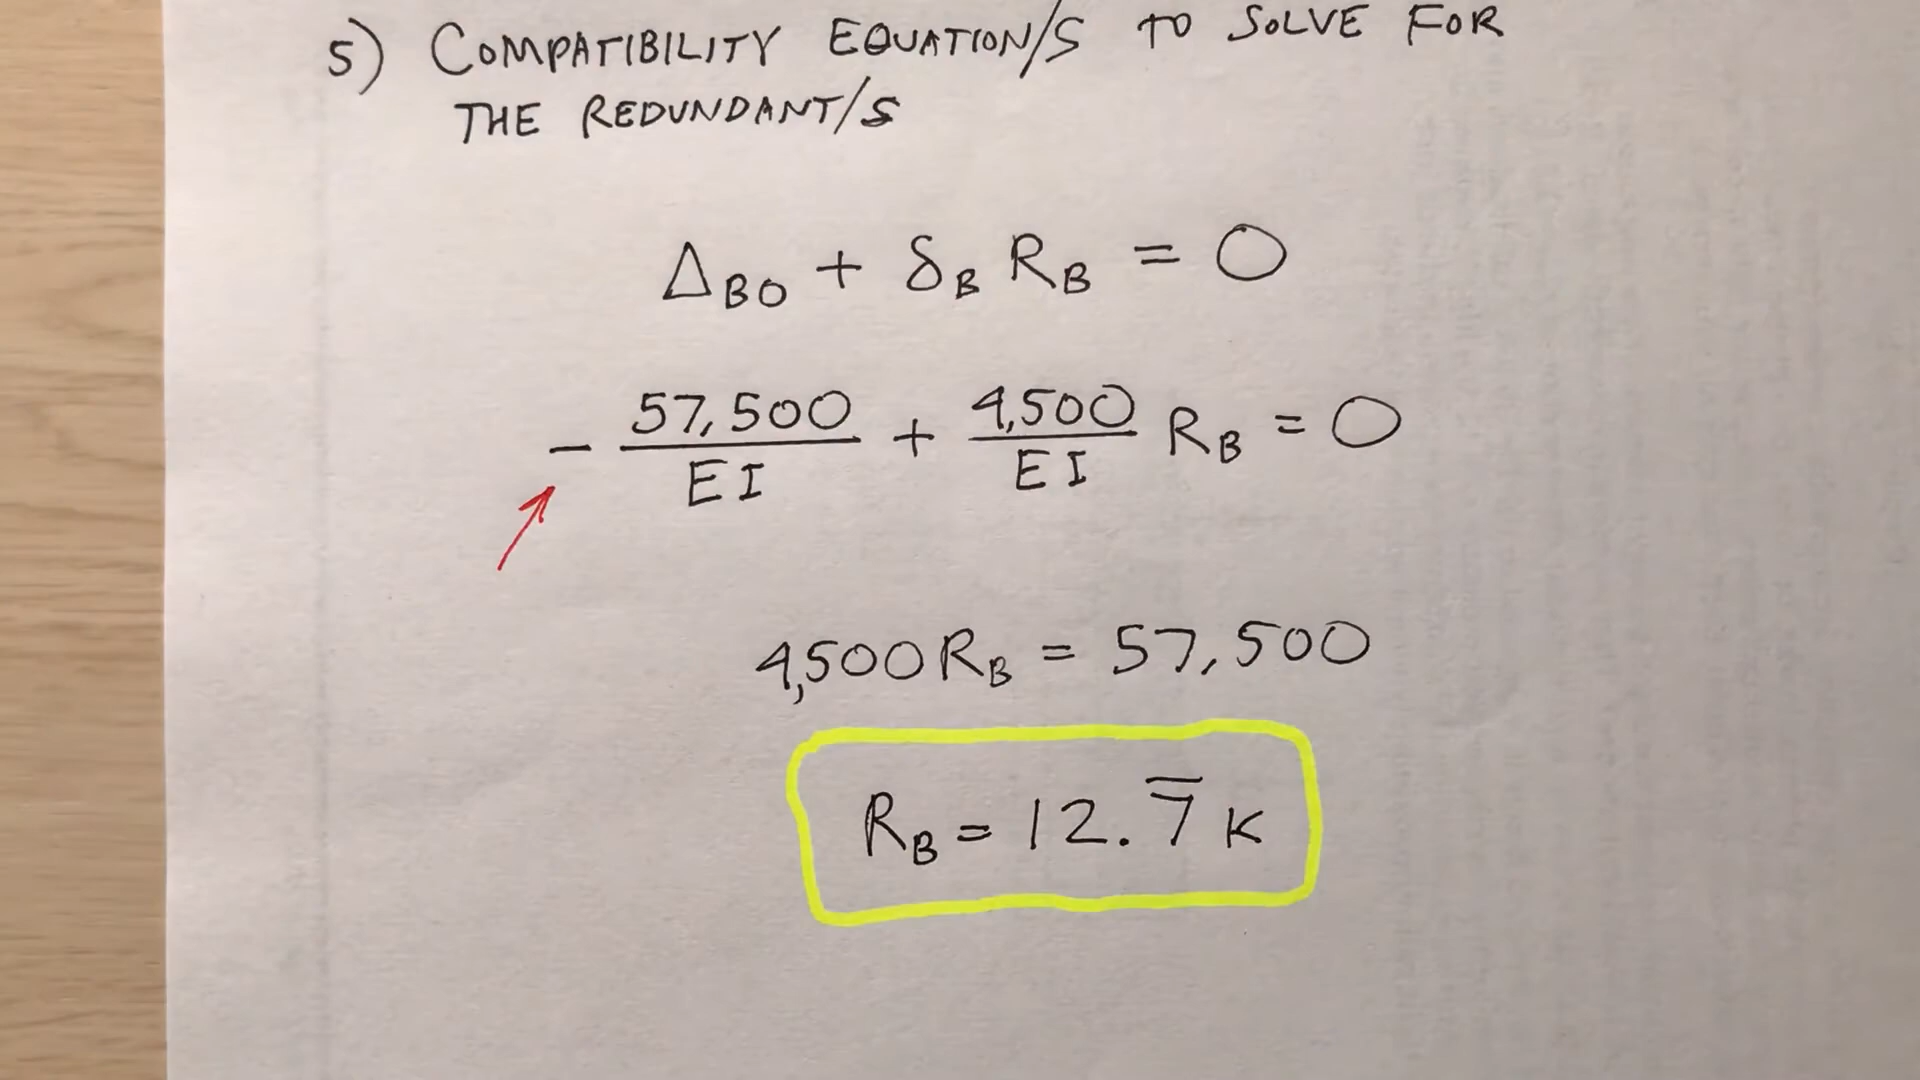 5) COMPATIBILITY EQUATION/S TO SOLVE FOR
THE REDUNDANT/S
Δ_BO + δ_B R_B = 0
- 57,500/EI + 4,500/EI R_B = 0
4,500 R_B = 57,500
R_B = 12.7̅ K